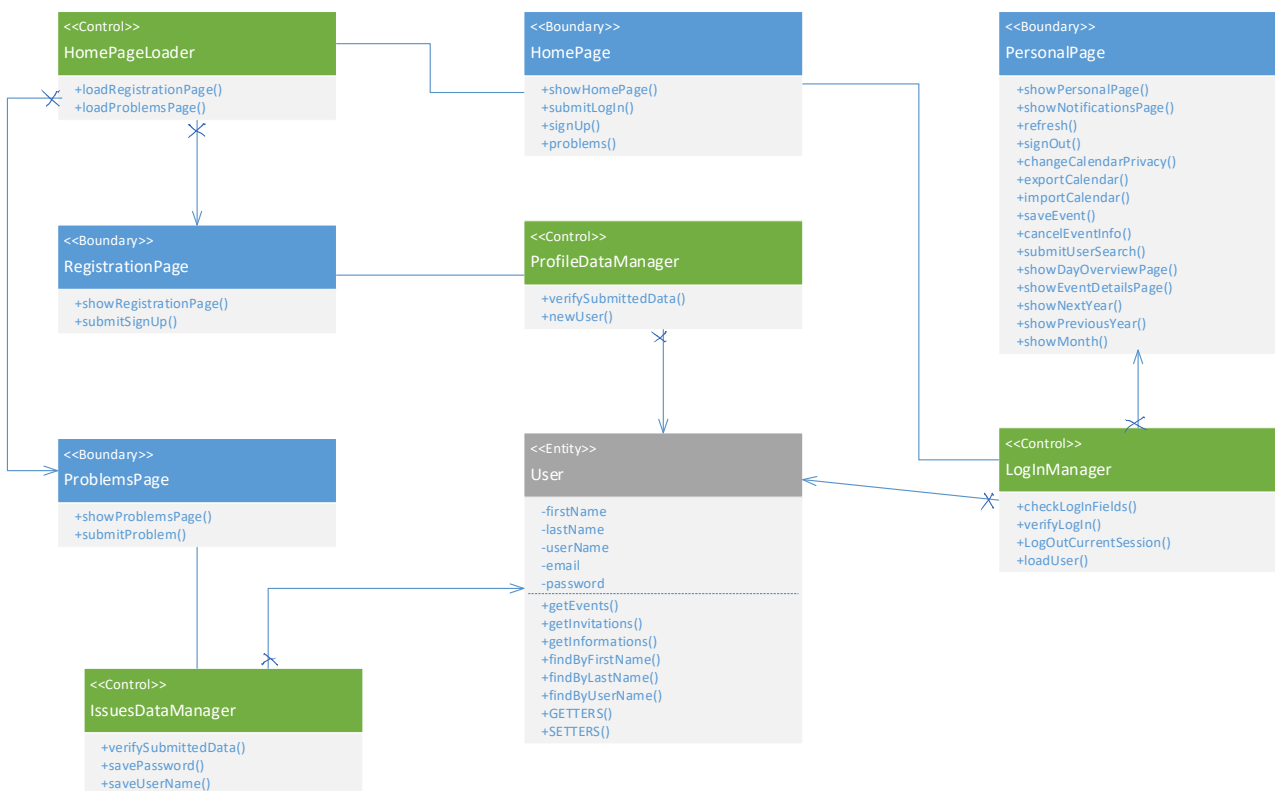 <<Control>>
HomePageLoader
+loadRegistrationPage()
+loadProblemsPage()
<<Boundary>>
HomePage
+showHomePage()
+submitLogIn()
+signUp()
+problems()
<<Boundary>>
PersonalPage
+showPersonalPage()
+showNotificationsPage()
+refresh()
+signOut()
+changeCalendarPrivacy()
+exportCalendar()
+importCalendar()
+saveEvent()
+cancelEventInfo()
+submitUserSearch()
+showDayOverviewPage()
+showEventDetailsPage()
+showNextYear()
+showPreviousYear()
+showMonth()
<<Boundary>>
RegistrationPage
+showRegistrationPage()
+submitSignUp()
<<Control>>
ProfileDataManager
+verifySubmittedData()
+newUser()
<<Boundary>>
ProblemsPage
+showProblemsPage()
+submitProblem()
<<Entity>>
User
-firstName
-lastName
-userName
-email
-password
+getEvents()
+getInvitations()
+getInformations()
+findByFirstName()
+findByLastName()
+findByUserName()
+GETTERS()
+SETTERS()
<<Control>>
LogInManager
+checkLogInFields()
+verifyLogIn()
+LogOutCurrentSession()
+loadUser()
<<Control>>
IssuesDataManager
+verifySubmittedData()
+savePassword()
+saveUserName()